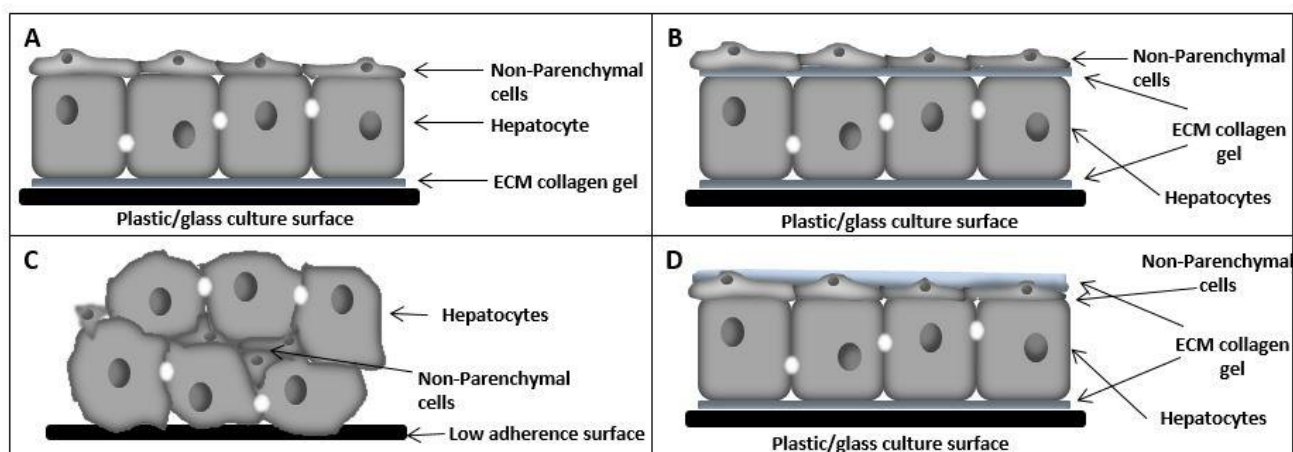 A
Non-Parenchymal
cells
Hepatocyte
ECM collagen gel
Plastic/glass culture surface
B
Non-Parenchymal
cells
ECM collagen
gel
Hepatocytes
Plastic/glass culture surface
C
Hepatocytes
Non-Parenchymal
cells
Low adherence surface
D
Non-Parenchymal
cells
ECM collagen
gel
Hepatocytes
Plastic/glass culture surface